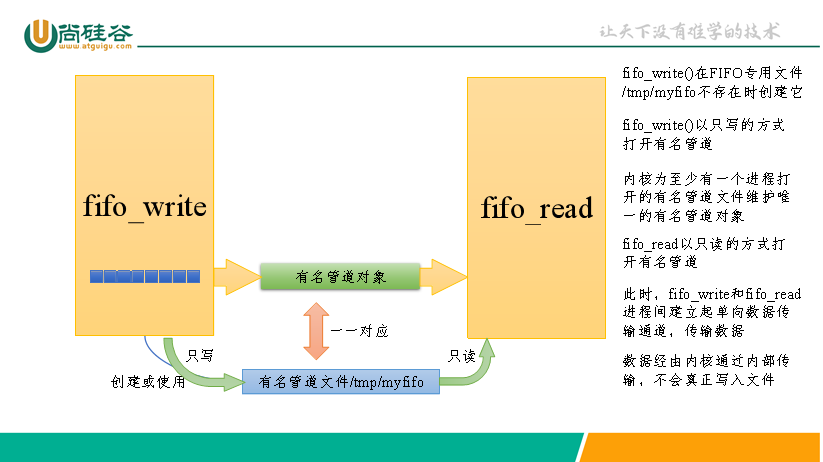 尚硅谷
www.atguigu.com
让天下没有难学的技术
fifo_write
fifo_read
有名管道对象
一一对应
只写
只读
创建或使用
有名管道文件/tmp/myfifo
fifo_write()在FIFO专用文件
/tmp/myfifo不存在时创建它
fifo_write()以只写的方式
打开有名管道
内核为至少有一个进程打
开的有名管道文件维护唯
一的有名管道对象
fifo_read以只读的方式打
开有名管道
此时，fifo_write和fifo_read
进程间建立起单向数据传
输通道，传输数据
数据经由内核通过内部传
输，不会真正写入文件